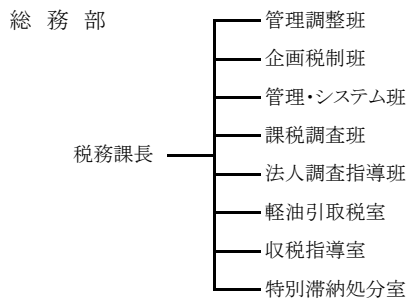 総務部
管理調整班
企画税制班
管理・システム班
課税調査班
税務課長
法人調査指導班
軽油引取税室
収税指導室
特別滞納処分室